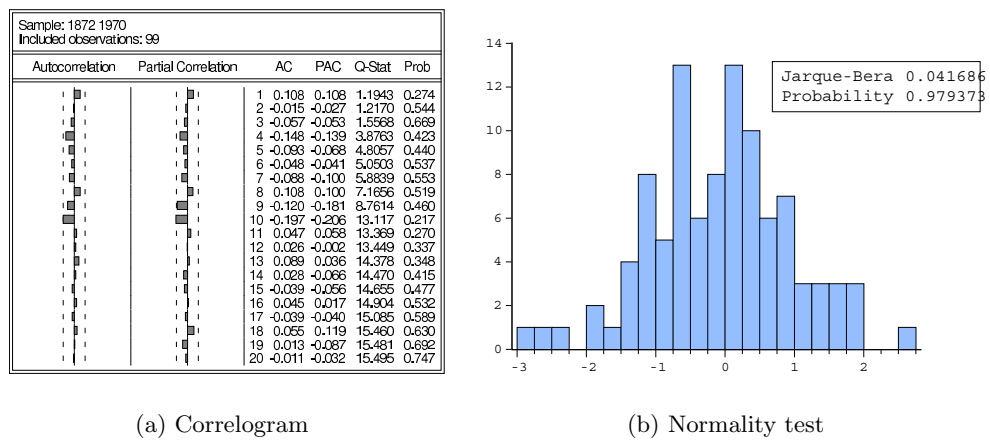 Sample: 1872 1970
Included observations: 99
Autocorrelation Partial Correlation AC PAC Q-Stat Prob
1 0.108 0.108 1.1943 0.274
2 -0.015 -0.027 1.2170 0.544
3 -0.057 -0.053 1.5568 0.669
4 -0.148 -0.139 3.8763 0.423
5 -0.093 -0.068 4.8057 0.440
6 -0.048 -0.041 5.0503 0.537
7 -0.088 -0.100 5.8839 0.553
8 0.108 0.100 7.1656 0.519
9 -0.120 -0.181 8.7614 0.460
10 -0.197 -0.206 13.117 0.217
11 0.047 0.058 13.369 0.270
12 0.026 -0.002 13.449 0.337
13 0.089 0.036 14.378 0.348
14 0.028 -0.066 14.470 0.415
15 -0.039 -0.056 14.655 0.477
16 0.045 0.017 14.904 0.532
17 -0.039 -0.040 15.085 0.589
18 0.055 0.119 15.460 0.630
19 0.013 -0.087 15.481 0.692
20 -0.011 -0.032 15.495 0.747
(a) Correlogram
14
12
10
8
6
4
2
0
-3 -2 -1 0 1 2
Jarque-Bera 0.041686
Probability 0.979373
(b) Normality test